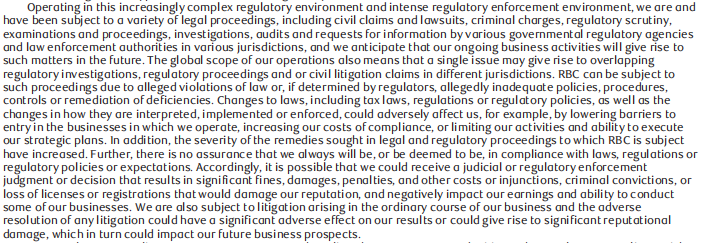 Operating in this increasingly complex regulatory environment and intense regulatory enforcement environment, we are and
have been subject to a variety of legal proceedings, including civil claims and lawsuits, criminal charges, regulatory scrutiny,
examinations and proceedings, investigations, audits and requests for information by various governmental regulatory agencies
and law enforcement authorities in various jurisdictions, and we anticipate that our ongoing business activities will give rise to
such matters in the future. The global scope of our operations also means that a single issue may give rise to overlapping
regulatory investigations, regulatory proceedings and or civil litigation claims in different jurisdictions. RBC can be subject to
such proceedings due to alleged violations of law or, if determined by regulators, allegedly inadequate policies, procedures,
controls or remediation of deficiencies. Changes to laws, including tax laws, regulations or regulatory policies, as well as the
changes in how they are interpreted, implemented or enforced, could adversely affect us, for example, by lowering barriers to
entry in the businesses in which we operate, increasing our costs of compliance, or limiting our activities and ability to execute
our strategic plans. In addition, the severity of the remedies sought in legal and regulatory proceedings to which RBC is subject
have increased. Further, there is no assurance that we always will be, or be deemed to be, in compliance with laws, regulations or
regulatory policies or expectations. Accordingly, it is possible that we could receive a judicial or regulatory enforcement
judgment or decision that results in significant fines, damages, penalties, and other costs or injunctions, criminal convictions, or
loss of licenses or registrations that would damage our reputation, and negatively impact our earnings and ability to conduct
some of our businesses. We are also subject to litigation arising in the ordinary course of our business and the adverse
resolution of any litigation could have a significant adverse effect on our results or could give rise to significant reputational
damage, which in turn could impact our future business prospects.